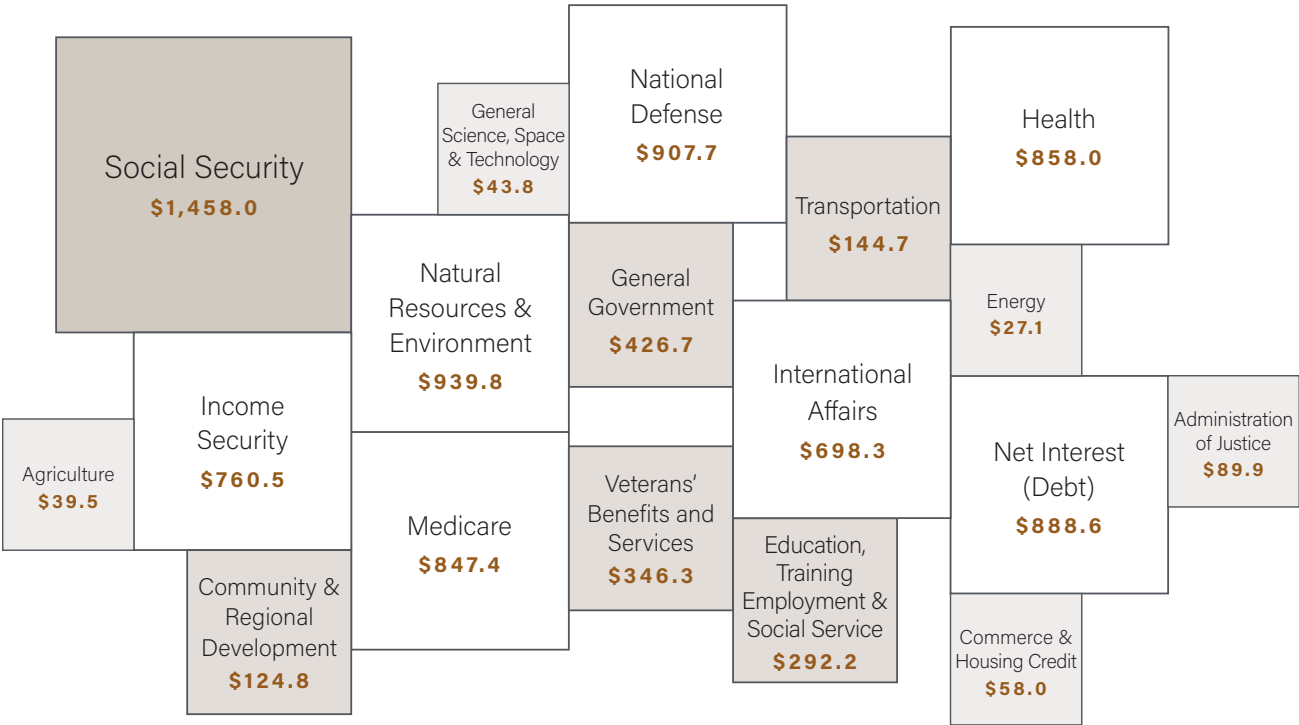 Social Security
$1,458.0
General
Science, Space
& Technology
$43.8
National
Defense
$907.7
Health
$858.0
Transportation
$144.7
Natural
Resources &
Environment
$939.8
General
Government
$426.7
Energy
$27.1
International
Affairs
$698.3
Income
Security
$760.5
Agriculture
$39.5
Administration
of Justice
$89.9
Net Interest
(Debt)
$888.6
Medicare
$847.4
Veterans’
Benefits and
Services
$346.3
Education,
Training
Employment &
Social Service
$292.2
Community &
Regional
Development
$124.8
Commerce &
Housing Credit
$58.0